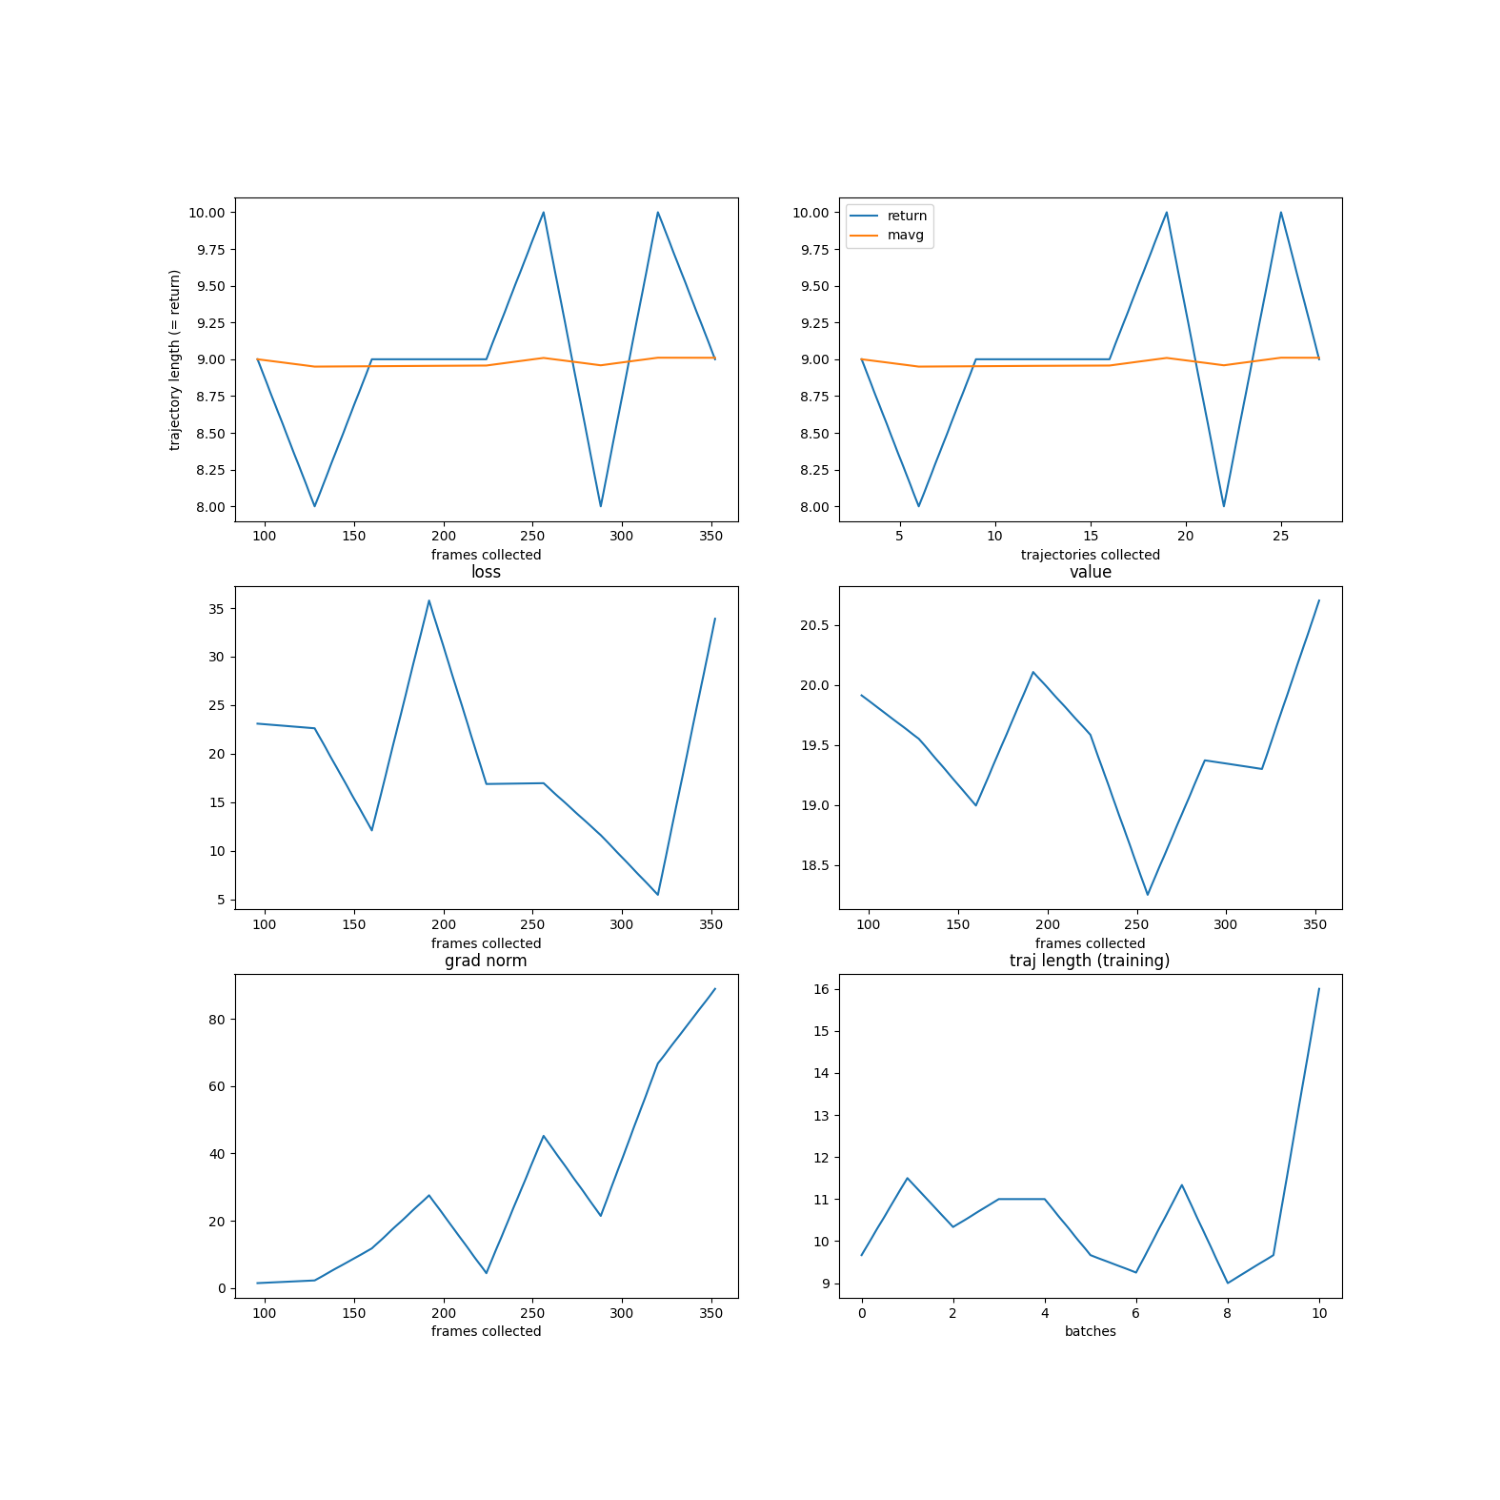 trajectory length (= return)
10.00
9.75
9.50
9.25
9.00
8.75
8.50
8.25
8.00
100 150 200 250 300 350
frames collected
return
mavg
10.00
9.75
9.50
9.25
9.00
8.75
8.50
8.25
8.00
5 10 15 20 25
trajectories collected
loss
35
30
25
20
15
10
5
100 150 200 250 300 350
frames collected
value
20.5
20.0
19.5
19.0
18.5
100 150 200 250 300 350
frames collected
grad norm
80
60
40
20
0
100 150 200 250 300 350
frames collected
traj length (training)
16
15
14
13
12
11
10
9
0 2 4 6 8 10
batches